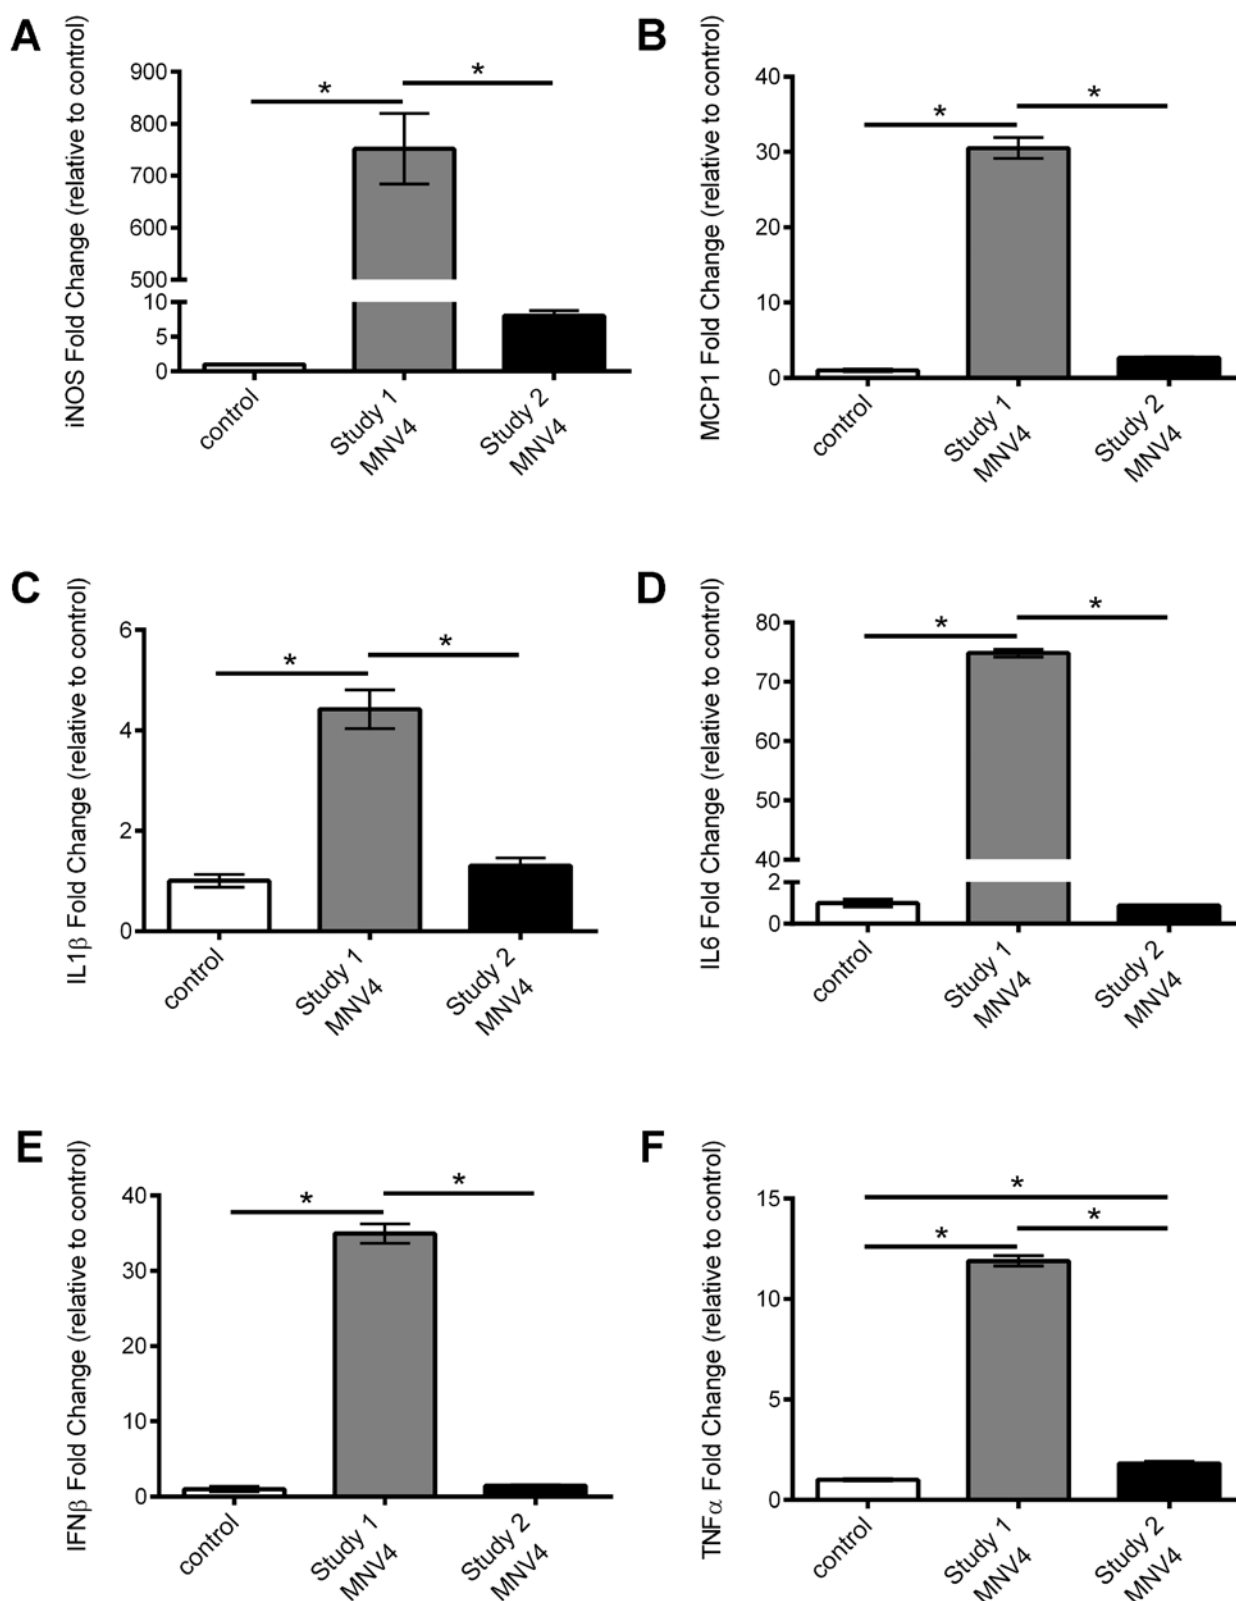 A
iNOS Fold Change (relative to control)
900
800
700
600
500
10
5
0
*
*
control
Study 1
MNV4
Study 2
MNV4
B
MCP1 Fold Change (relative to control)
40
30
20
10
0
*
*
control
Study 1
MNV4
Study 2
MNV4
C
IL1β Fold Change (relative to control)
6
4
2
0
*
*
control
Study 1
MNV4
Study 2
MNV4
D
IL6 Fold Change (relative to control)
80
70
60
50
40
2
0
*
*
control
Study 1
MNV4
Study 2
MNV4
E
IFNβ Fold Change (relative to control)
40
30
20
10
0
*
*
control
Study 1
MNV4
Study 2
MNV4
F
TNFα Fold Change (relative to control)
15
10
5
0
*
*
*
control
Study 1
MNV4
Study 2
MNV4